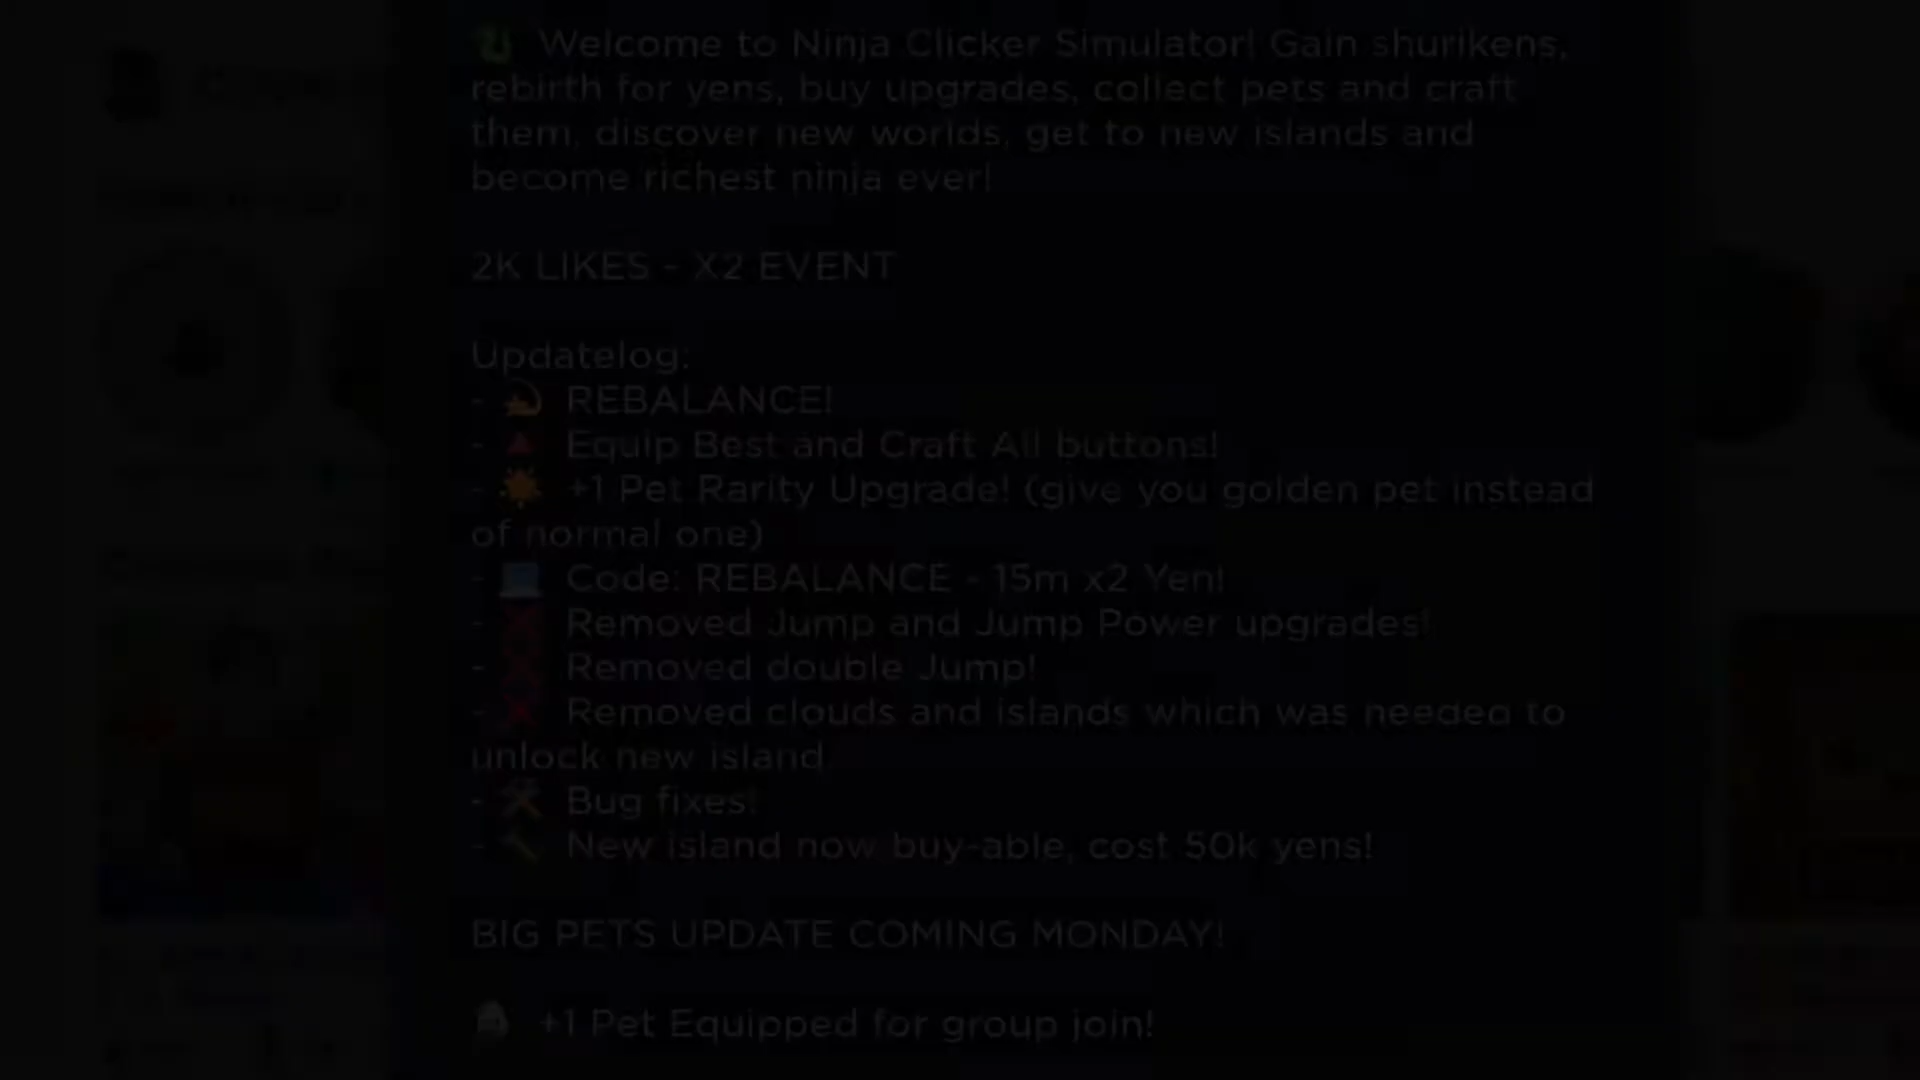 Welcome to Ninja Clicker Simulator! Gain shurikens,
rebirth for yens, buy upgrades, collect pets and craft
them, discover new worlds, get to new islands and
become richest ninja ever!
2K LIKES - X2 EVENT
Updatelog:
- REBALANCE!
- Equip Best and Craft All buttons!
- +1 Pet Rarity Upgrade! (give you golden pet instead
of normal one)
- Code: REBALANCE - 15m x2 Yen!
- Removed Jump and Jump Power upgrades!
- Removed double Jump!
- Removed clouds and islands which was needed to
unlock new island
- Bug fixes!
- New island now buy-able, cost 50k yens!
BIG PETS UPDATE COMING MONDAY!
+1 Pet Equipped for group join!